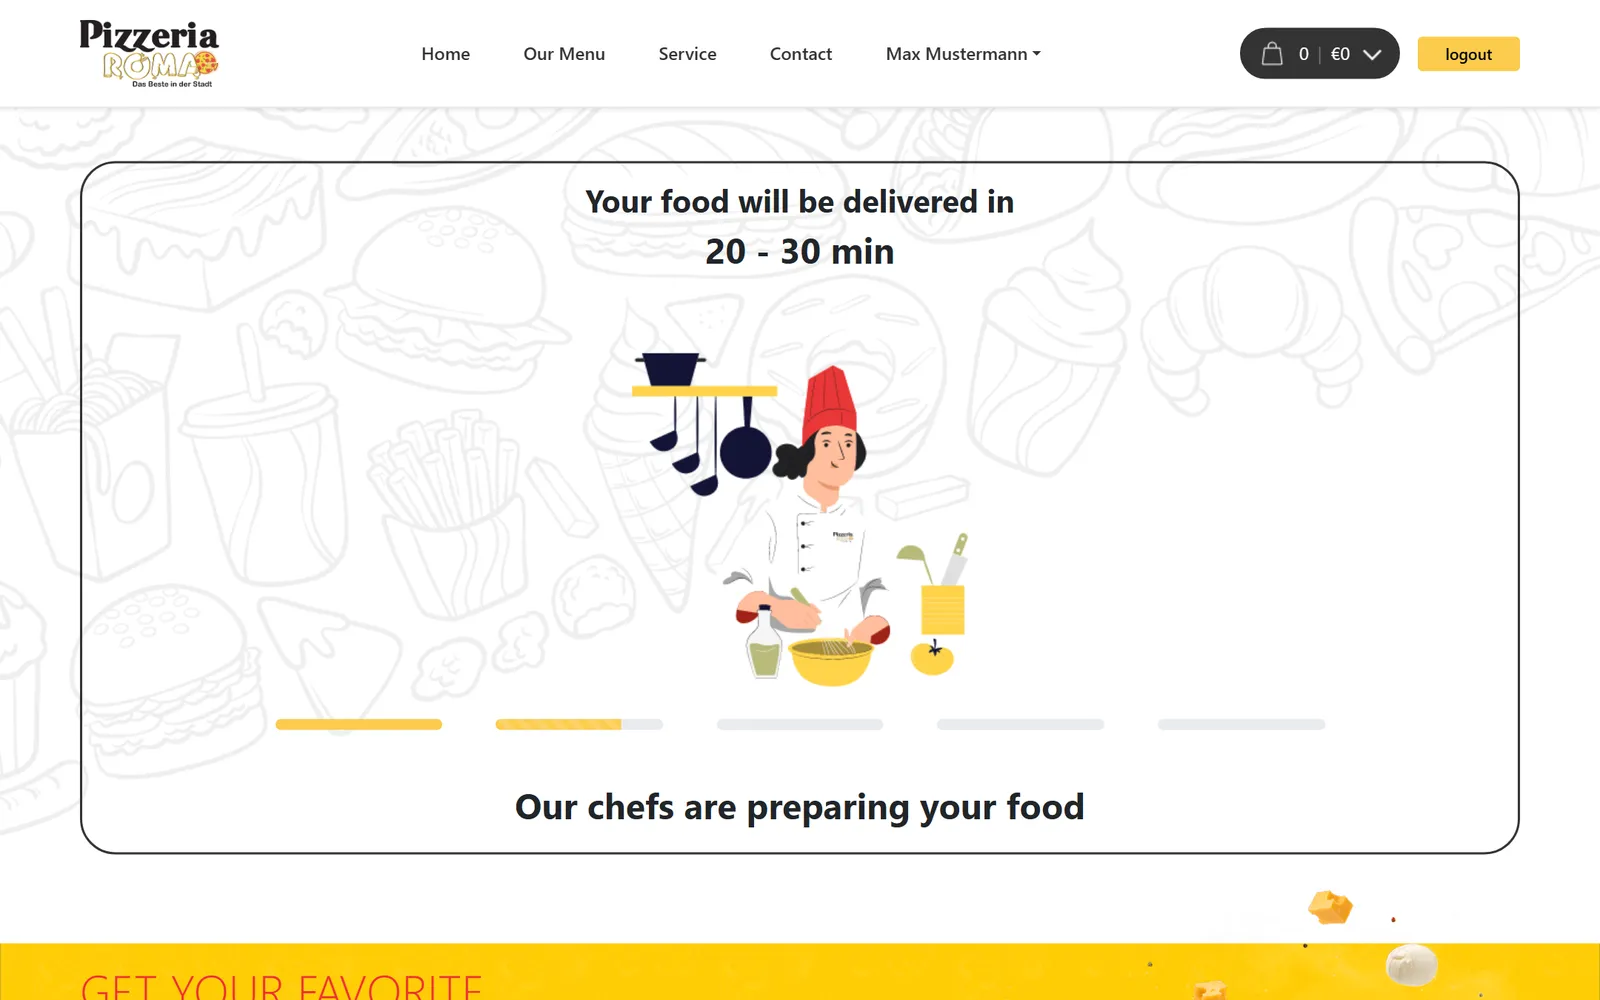 Pizzeria
ROMA
Das Beste in der Stadt
Home
Our Menu
Service
Contact
Max Mustermann
0 | €0
logout
Your food will be delivered in
20 - 30 min
Pizzeria
Our chefs are preparing your food
GET YOUR FAVORITE